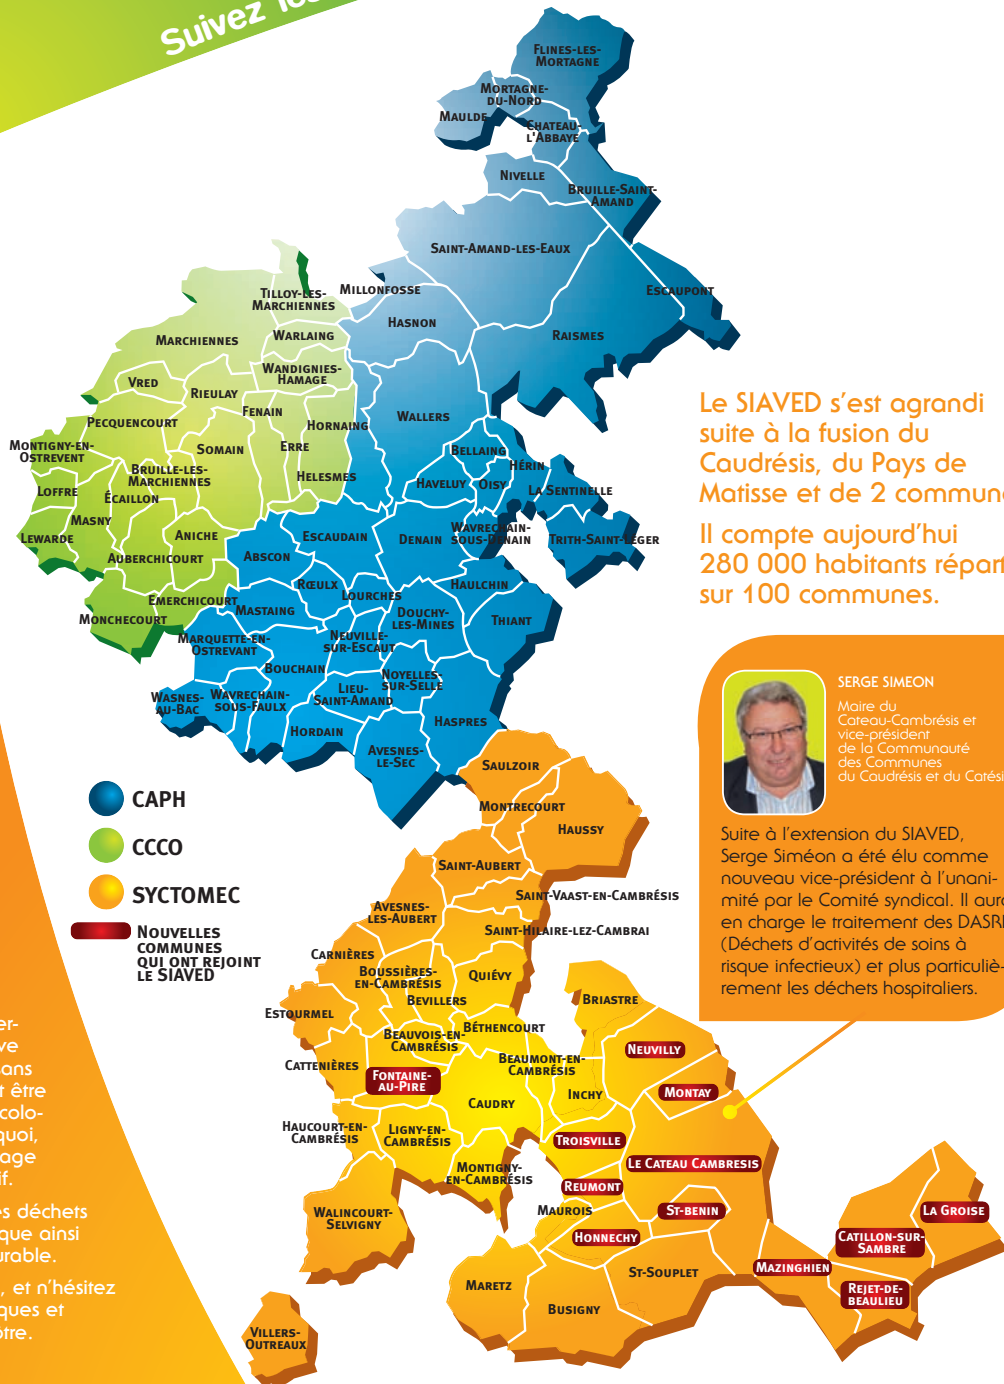 Suivez les
FLINES-LES-
MORTAGNE
MORTAGNE-
DU-NORD
MAULDE
CHATEAU-
L'ABBAYE
NIVELLE
BRUILLE-SAINT-
AMAND
SAINT-AMAND-LES-EAUX
ESCAUPONT
TILLOY-LES-
MARCHIENNES
MILLONFOSSE
HASNON
RAISMES
MARCHIENNES
WARLAING
WANDIGNIES-
HAMAGE
VRED
RIEULAY
FENAIN
PECQUENCOURT
HORNAING
WALLERS
MONTIGNY-EN-
OSTREVENT
SOMAIN
ERRE
BELLAING
HÉRIN
BRUILLE-LES-
MARCHIENNES
HELESMES
HAVELUY
OISY
LA SENTINELLE
LOFFRE
ÉCAILLON
MASNY
LEWARDE
ANICHE
ESCAUDAIN
DENAIN
WAVRECHAIN-
SOUS-DENAIN
TRITH-SAINT-LÉGER
AUBERCHICOURT
ABSCON
RŒULX
LOURCHES
HAULCHIN
EMERCHICOURT
MASTAING
DOUCHY-
LES-MINES
THIANT
MONCHECOURT
MARQUETTE-EN-
OSTREVANT
NEUVILLE-
SUR-ESCAUT
BOUCHAIN
NOYELLES-
SUR-SELLE
WASNES-
AU-BAC
WAVRECHAIN-
SOUS-FAULX
LIEU-
SAINT-AMAND
HORDAIN
HASPRES
AVESNES-
LE-SEC
Le SIAVED s'est agrandi
suite à la fusion du
Caudrésis, du Pays de
Matisse et de 2 commun
Il compte aujourd'hui
280 000 habitants répart
sur 100 communes.
SERGE SIMEON
Maire du
Cateau-Cambrésis et
vice-président
de la Communauté
des Communes
du Caudrésis et du Catési
Suite à l'extension du SIAVED,
Serge Siméon a été élu comme
nouveau vice-président à l'unani-
mité par le Comité syndical. Il aura
en charge le traitement des DASRI
(Déchets d'activités de soins à
risque infectieux) et plus particuliè-
rement les déchets hospitaliers.
CAPH
CCCO
SYCTOMEC
NOUVELLES
COMMUNES
QUI ONT REJOINT
LE SIAVED
SAULZOIR
MONTRECOURT
HAUSSY
SAINT-AUBERT
SAINT-VAAST-EN-CAMBRÉSIS
AVESNES-
LES-AUBERT
SAINT-HILAIRE-LEZ-CAMBRAI
CARNIÈRES
BOUSSIÈRES-
EN-CAMBRÉSIS
QUIÉVY
BEVILLERS
BRIASTRE
ESTOURMEL
BEAUVOIS-EN-
CAMBRÉSIS
BÉTHENCOURT
NEUVILLY
CATTENIÈRES
BEAUMONT-EN-
CAMBRÉSIS
FONTAINE-
AU-PIRE
INCHY
MONTAY
CAUDRY
HAUCOURT-EN-
CAMBRÉSIS
LIGNY-EN-
CAMBRÉSIS
TROISVILLE
LE CATEAU CAMBRESIS
MONTIGNY-
EN-CAMBRÉSIS
REUMONT
WALINCOURT-
SELVIGNY
MAUROIS
ST-BENIN
LA GROISE
HONNECHY
CATILLON-SUR-
SAMBRE
MARETZ
ST-SOUPLET
MAZINGHIEN
REJET-DE-
BEAULIEU
BUSIGNY
VILLERS-
OUTREAUX
er-
ve
ans
t être
colo-
quoi,
age
if.
s déchets
que ainsi
urable.
, et n'hésitez
ques et
otre.